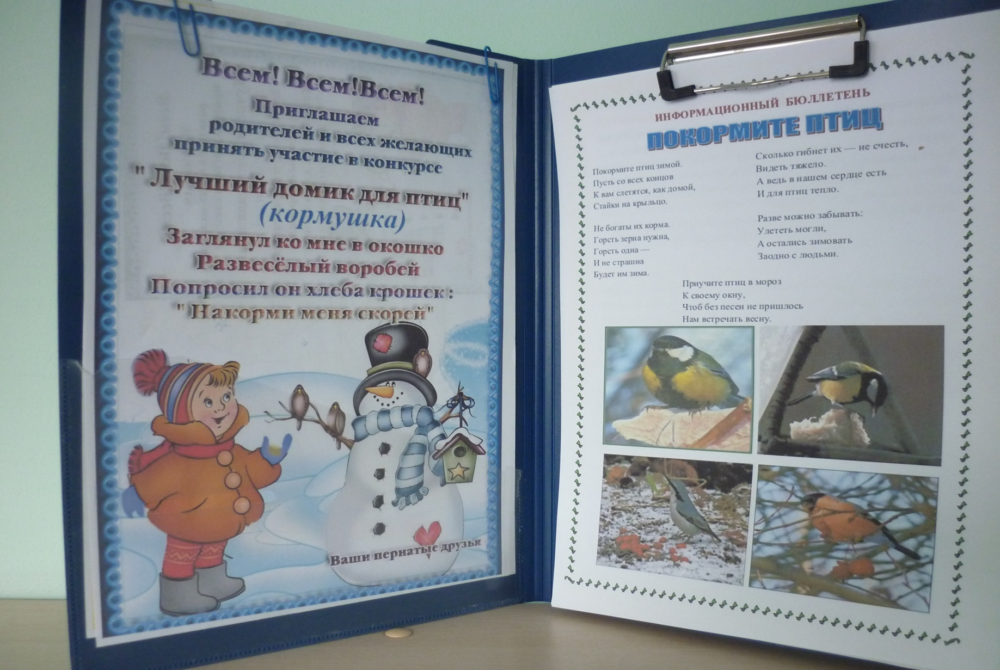 Всем! Всем!Всем!
Приглашаем
родителей и всех желающих
принять участие в конкурсе
" Лучший домик для птиц"
(кормушка)
Заглянул ко мне в окошко
Развесёлый воробей
Попросил он хлеба крошек :
" Накорми меня скорей"
Ваши пернатые друзья
ИНФОРМАЦИОННЫЙ БЮЛЛЕТЕНЬ
ПОКОРМИТЕ ПТИЦ
Покормите птиц зимой.
Пусть со всех концов
К вам слетятся, как домой,
Стайки на крыльцо.
Не богаты их корма.
Горсть зерна нужна,
Горсть одна —
И не страшна
Будет им зима.
Сколько гибнет их — не счесть,
Видеть тяжело.
А ведь в нашем сердце есть
И для птиц тепло.
Разве можно забывать:
Улететь могли,
А остались зимовать
Заодно с людьми.
Приучите птиц в мороз
К своему окну,
Чтоб без песен не пришлось
Нам встречать весну.